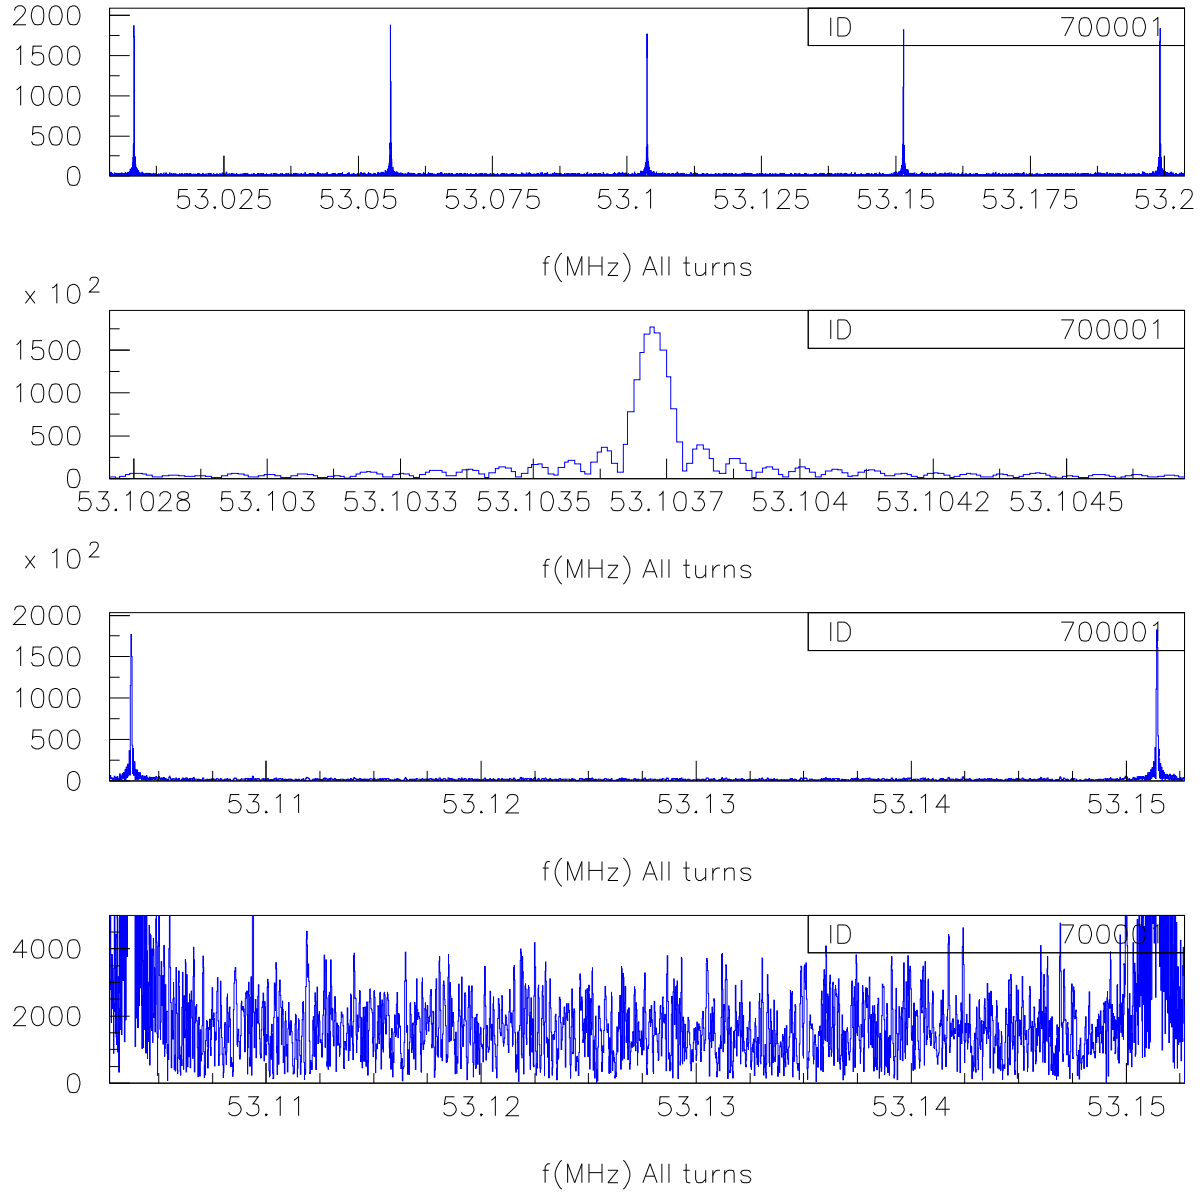 2000
ID 700001
1500
1000
500
0
53.025 53.05 53.075 53.1 53.125 53.15 53.175 53.2
f(MHz) All turns
x 10²
ID 700001
1500
1000
500
0
53.1028 53.103 53.1033 53.1035 53.1037 53.104 53.1042 53.1045
f(MHz) All turns
x 10²
2000
ID 700001
1500
1000
500
0
53.11 53.12 53.13 53.14 53.15
f(MHz) All turns
ID 700001
4000
2000
0
53.11 53.12 53.13 53.14 53.15
f(MHz) All turns